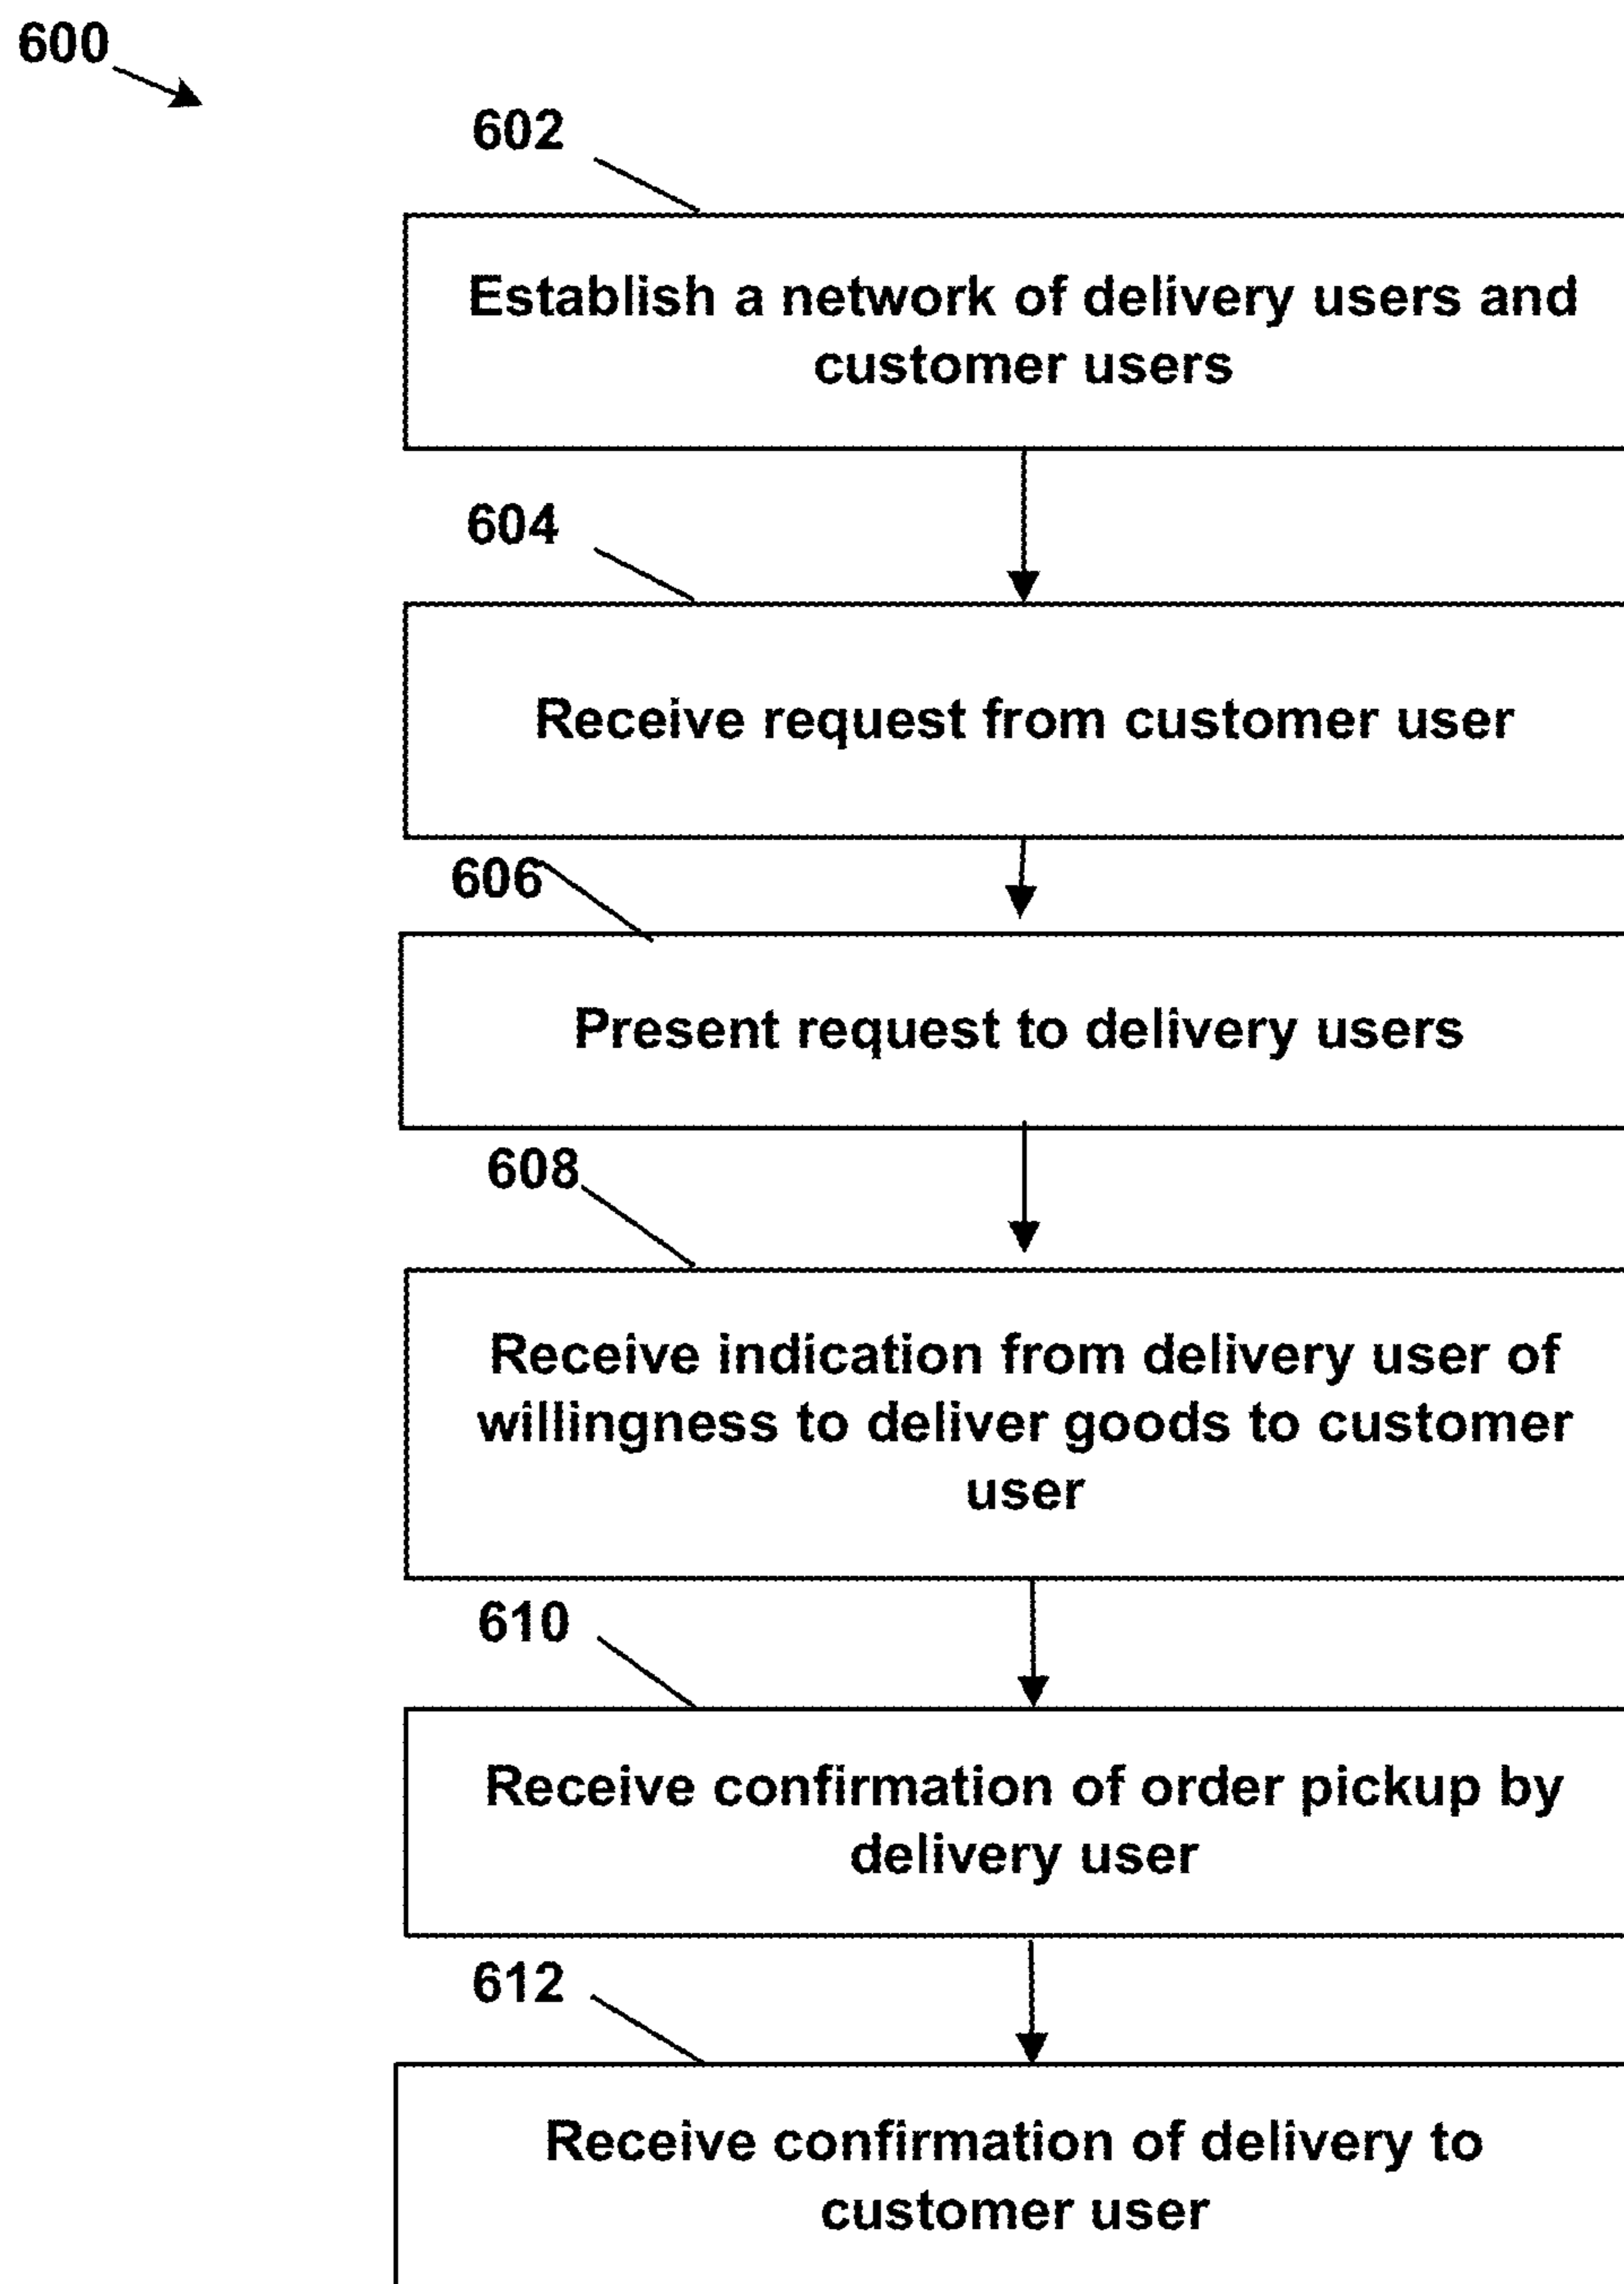 600
602
Establish a network of delivery users and
customer users
604
Receive request from customer user
606
Present request to delivery users
608
Receive indication from delivery user of
willingness to deliver goods to customer
user
610
Receive confirmation of order pickup by
delivery user
612
Receive confirmation of delivery to
customer user